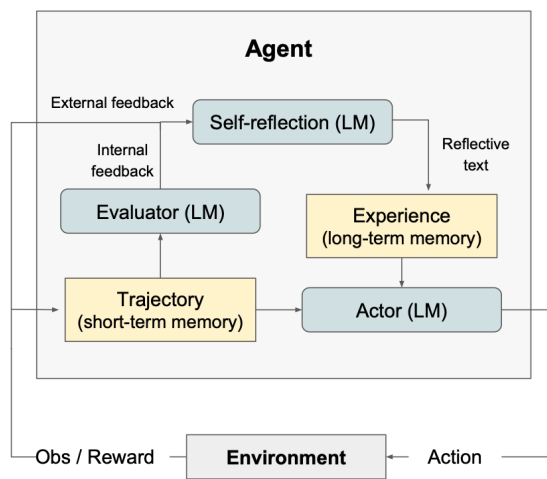 Agent
External feedback
Self-reflection (LM)
Internal
feedback
Reflective
text
Evaluator (LM)
Experience
(long-term memory)
Trajectory
(short-term memory)
Actor (LM)
Obs / Reward
Environment
Action